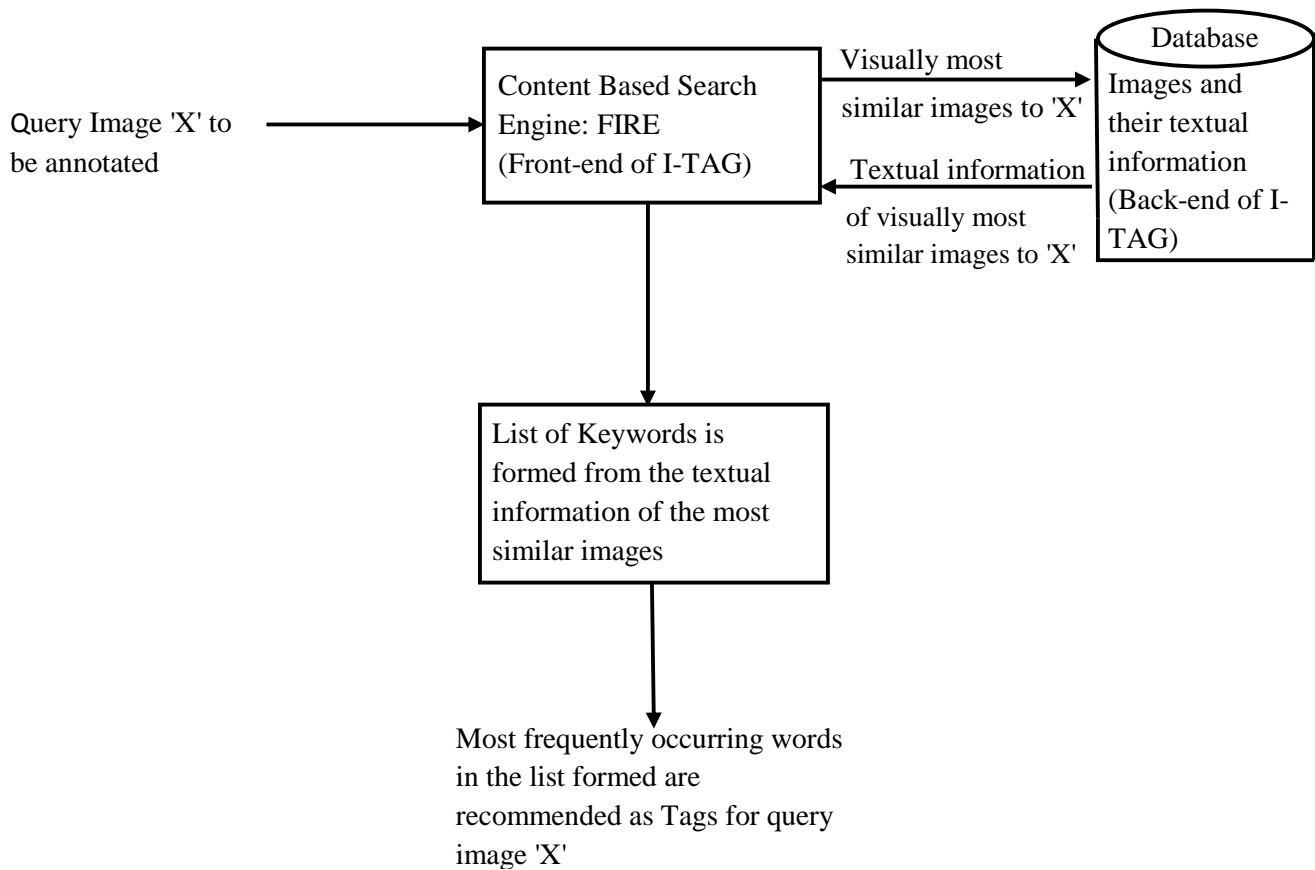 Query Image 'X' to
be annotated
Content Based Search
Engine: FIRE
(Front-end of I-TAG)
Visually most
similar images to 'X'
Textual information
of visually most
similar images to 'X'
Database
Images and
their textual
information
(Back-end of I-
TAG)
List of Keywords is
formed from the textual
information of the most
similar images
Most frequently occurring words
in the list formed are
recommended as Tags for query
image 'X'